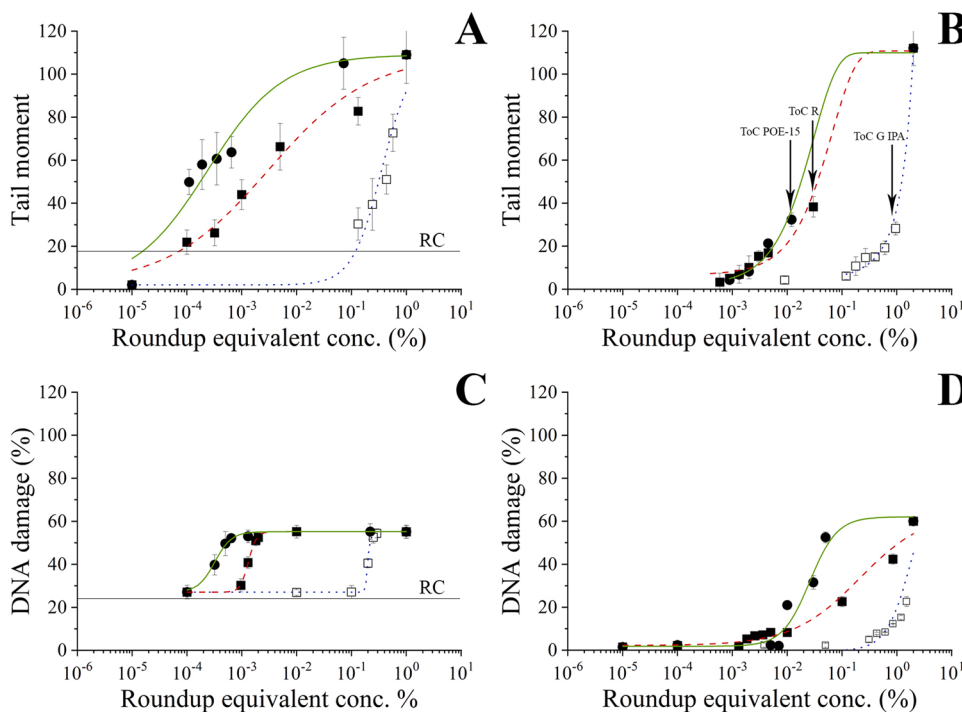 A
Tail moment
120
100
80
60
40
20
0
RC
10-6 10-5 10-4 10-3 10-2 10-1 100 101
Roundup equivalent conc. (%)
B
Tail moment
120
100
80
60
40
20
0
ToC R
ToC POE-15
ToC G IPA
10-6 10-5 10-4 10-3 10-2 10-1 100 101
Roundup equivalent conc. (%)
C
DNA damage (%)
120
100
80
60
40
20
0
RC
10-6 10-5 10-4 10-3 10-2 10-1 100 101
Roundup equivalent conc. %
D
DNA damage (%)
120
100
80
60
40
20
0
10-6 10-5 10-4 10-3 10-2 10-1 100 101
Roundup equivalent conc. (%)